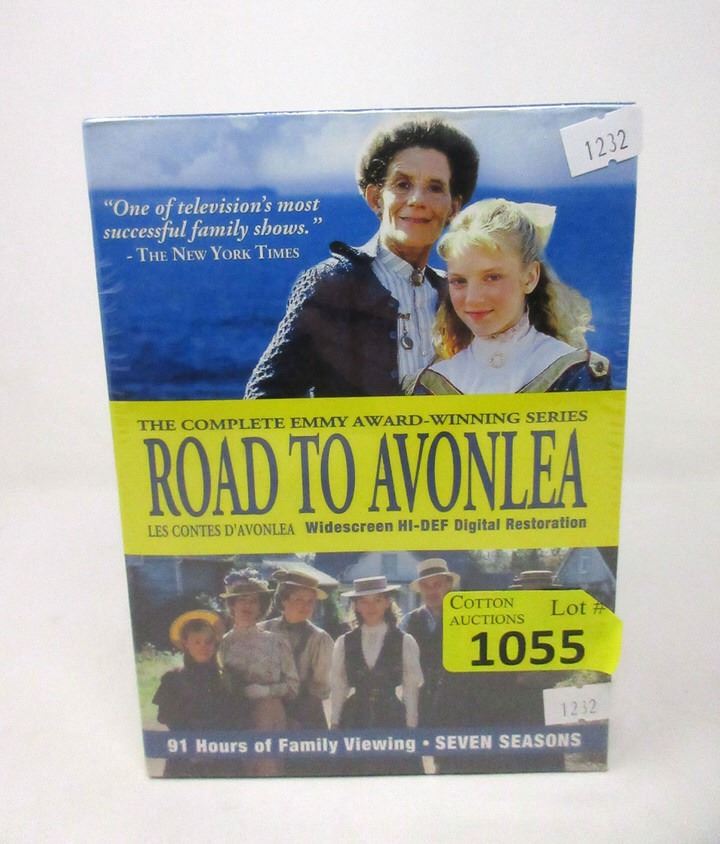 1232
"One of television's most
successful family shows."
- THE NEW YORK TIMES
THE COMPLETE EMMY AWARD-WINNING SERIES
ROAD TO AVONLEA
LES CONTES D'AVONLEA Widescreen HI-DEF Digital Restoration
COTTON
AUCTIONS
Lot #
1055
1232
91 Hours of Family Viewing • SEVEN SEASONS